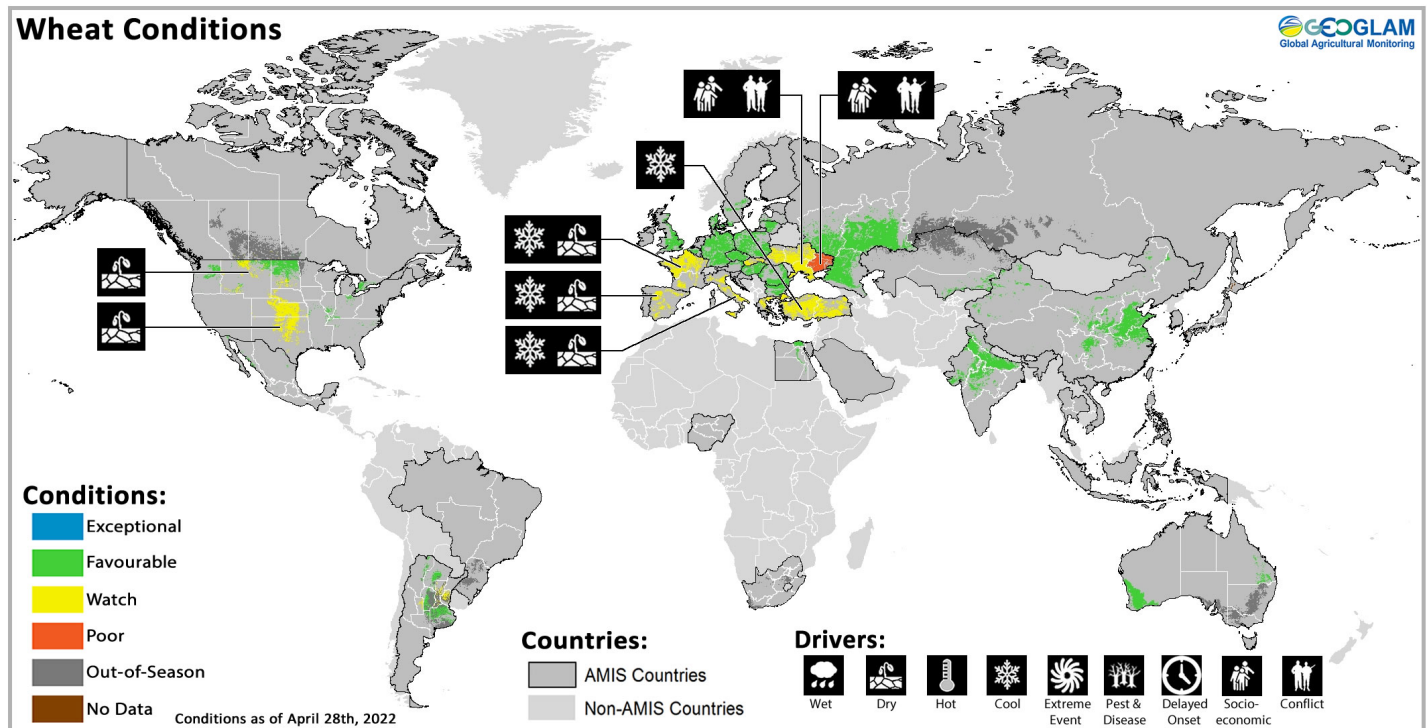 Wheat Conditions
GEOGLAM
Global Agricultural Monitoring
Conditions:
Exceptional
Favourable
Watch
Poor
Out-of-Season
No Data
Conditions as of April 28th, 2022
Countries:
AMIS Countries
Non-AMIS Countries
Drivers:
Wet
Dry
Hot
Cool
Extreme
Event
Pest &
Disease
Delayed
Onset
Socio-
economic
Conflict